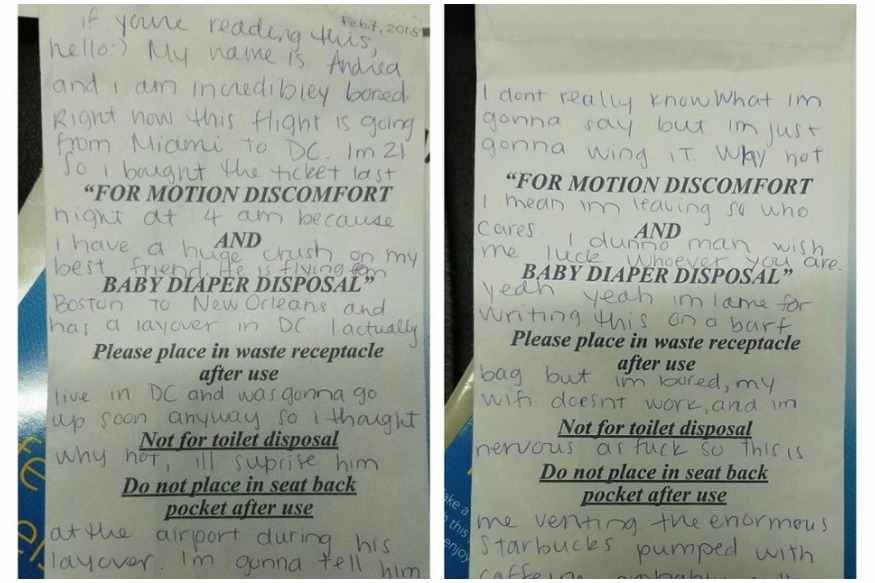 feb 7, 2015
if youre reading this,
hello:) My name is Andrea
and i am incredibley bored.
Right now this flight is going
from Miami to DC. Im 21
So i bought the ticket last
"FOR MOTION DISCOMFORT
night at 4 am because
AND
i have a huge crush on my
best friend. He is flying from
BABY DIAPER DISPOSAL"
Boston to New Orleans and
has a layover in DC I actually
Please place in waste receptacle
after use
live in DC and was gonna go
up soon anyway so i thought
Not for toilet disposal
why not, ill suprise him
Do not place in seat back
pocket after use
at the airport during his
layover. Im gonna tell him
I dont really know What im
gonna say but im just
gonna wing iT. Why not
"FOR MOTION DISCOMFORT
I mean im leaving so who
cares I dunno man wish
AND
me luck whoever you are.
BABY DIAPER DISPOSAL"
yeah yeah im lame for
writing this on a barf
Please place in waste receptacle
after use
bag but im bored, my
wifi doesnt work, and im
Not for toilet disposal
nervous as fuck so this is
Do not place in seat back
pocket after use
me venting the enormous
Starbucks pumped with
ake a
n this
enjoy